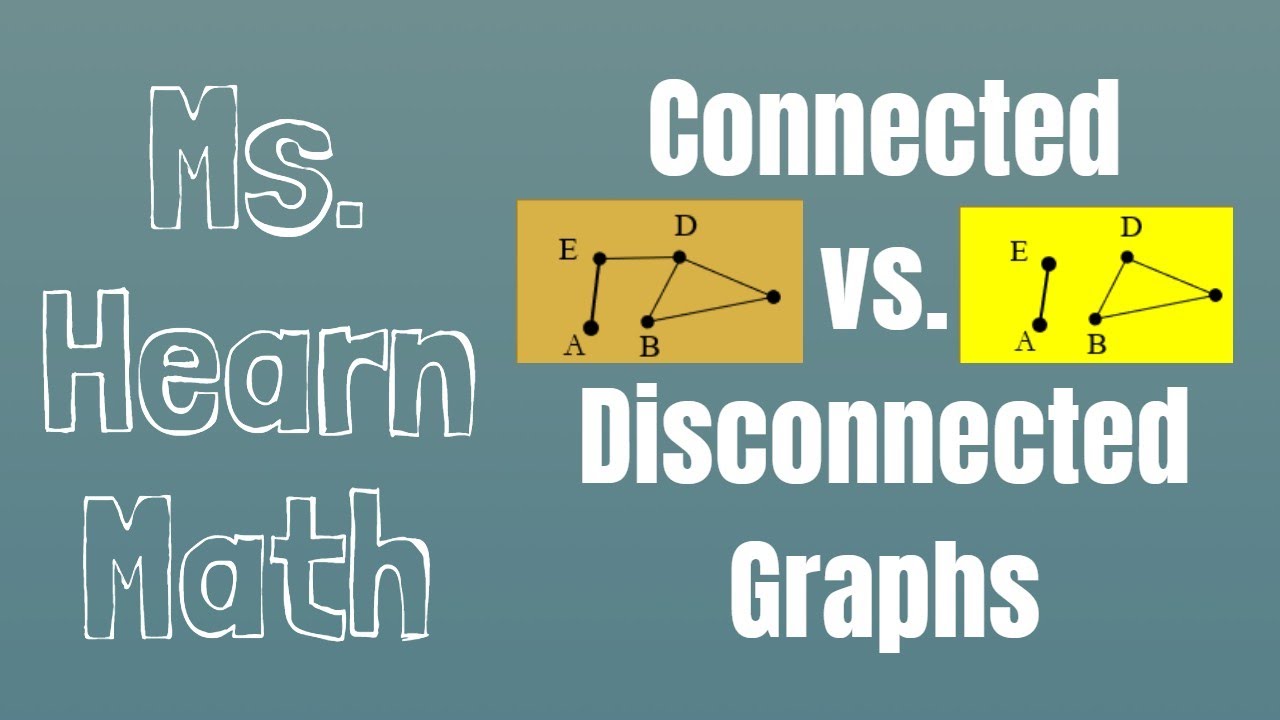 Ms.
Hearn
Math
Connected
vs.
Disconnected
Graphs
E
D
A
B
E
D
A
B